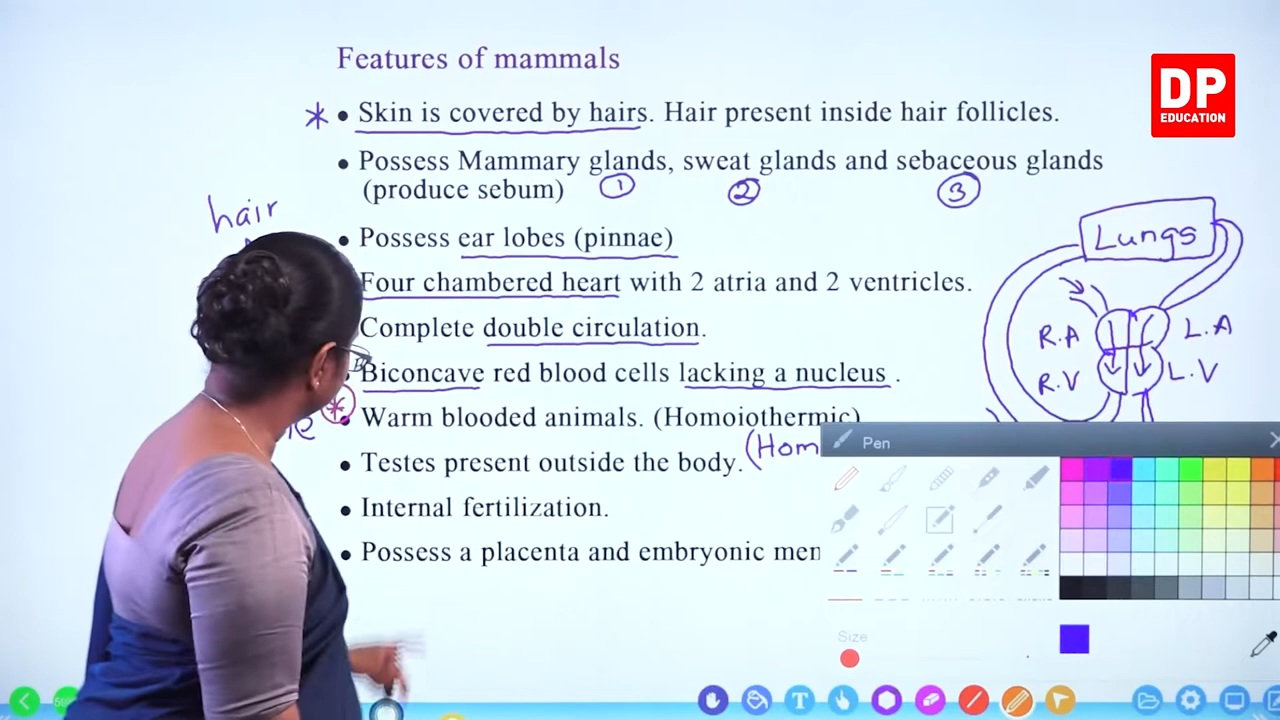 Features of mammals
DP
EDUCATION
* • Skin is covered by hairs. Hair present inside hair follicles.
• Possess Mammary glands, sweat glands and sebaceous glands
(produce sebum) 1 2 3
hair
• Possess ear lobes (pinnae)
Lungs
Four chambered heart with 2 atria and 2 ventricles.
Complete double circulation.
R.A L.A
• Biconcave red blood cells lacking a nucleus .
R.V L.V
* • Warm blooded animals. (Homoiothermic)
(Hom
• Testes present outside the body.
• Internal fertilization.
• Possess a placenta and embryonic mem
Pen
Size
T